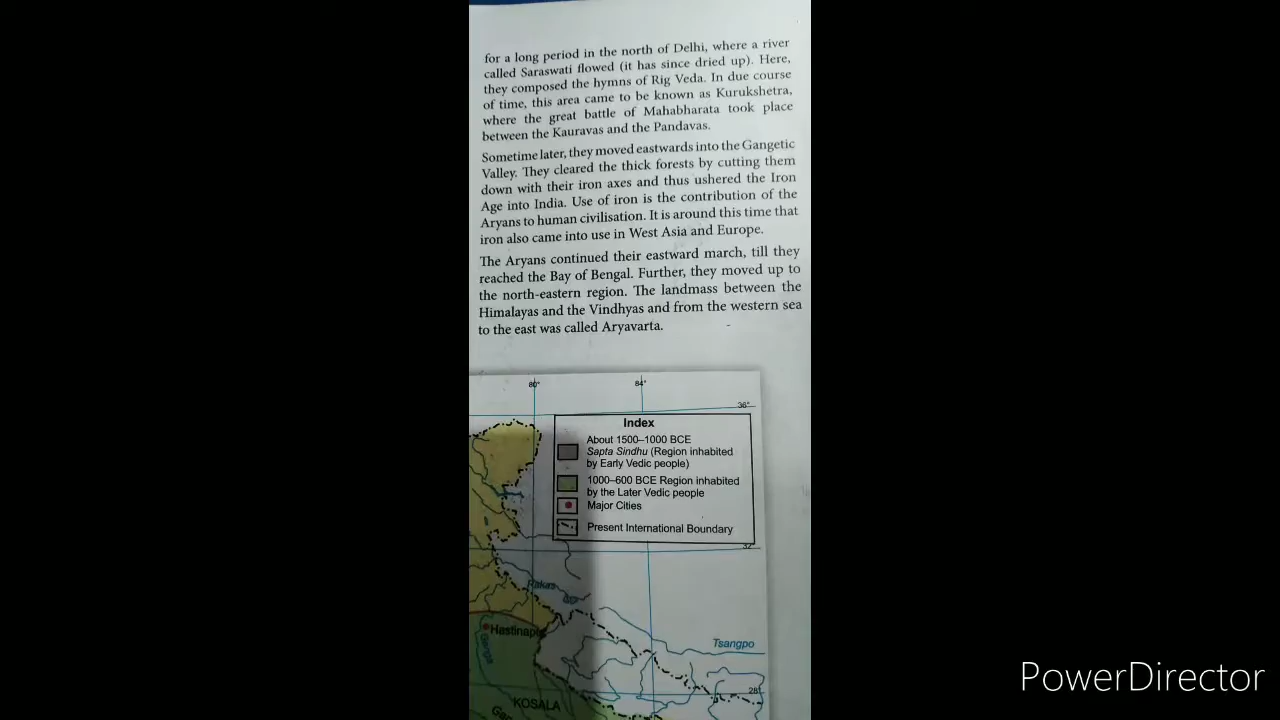 for a long period in the north of Delhi, where a river
called Saraswati flowed (it has since dried up). Here,
they composed the hymns of Rig Veda. In due course
of time, this area came to be known as Kurukshetra,
where the great battle of Mahabharata took place
between the Kauravas and the Pandavas.
Sometime later, they moved eastwards into the Gangetic
Valley. They cleared the thick forests by cutting them
down with their iron axes and thus ushered the Iron
Age into India. Use of iron is the contribution of the
Aryans to human civilisation. It is around this time that
iron also came into use in West Asia and Europe.
The Aryans continued their eastward march, till they
reached the Bay of Bengal. Further, they moved up to
the north-eastern region. The landmass between the
Himalayas and the Vindhyas and from the western sea
to the east was called Aryavarta.
80° 84°
36°
Index
About 1500–1000 BCE
Sapta Sindhu (Region inhabited
by Early Vedic people)
1000–600 BCE Region inhabited
by the Later Vedic people
Major Cities
Present International Boundary
32°
Rakas
Hastinapu
Ganga
Tsangpo
28°
KOSALA
PowerDirector